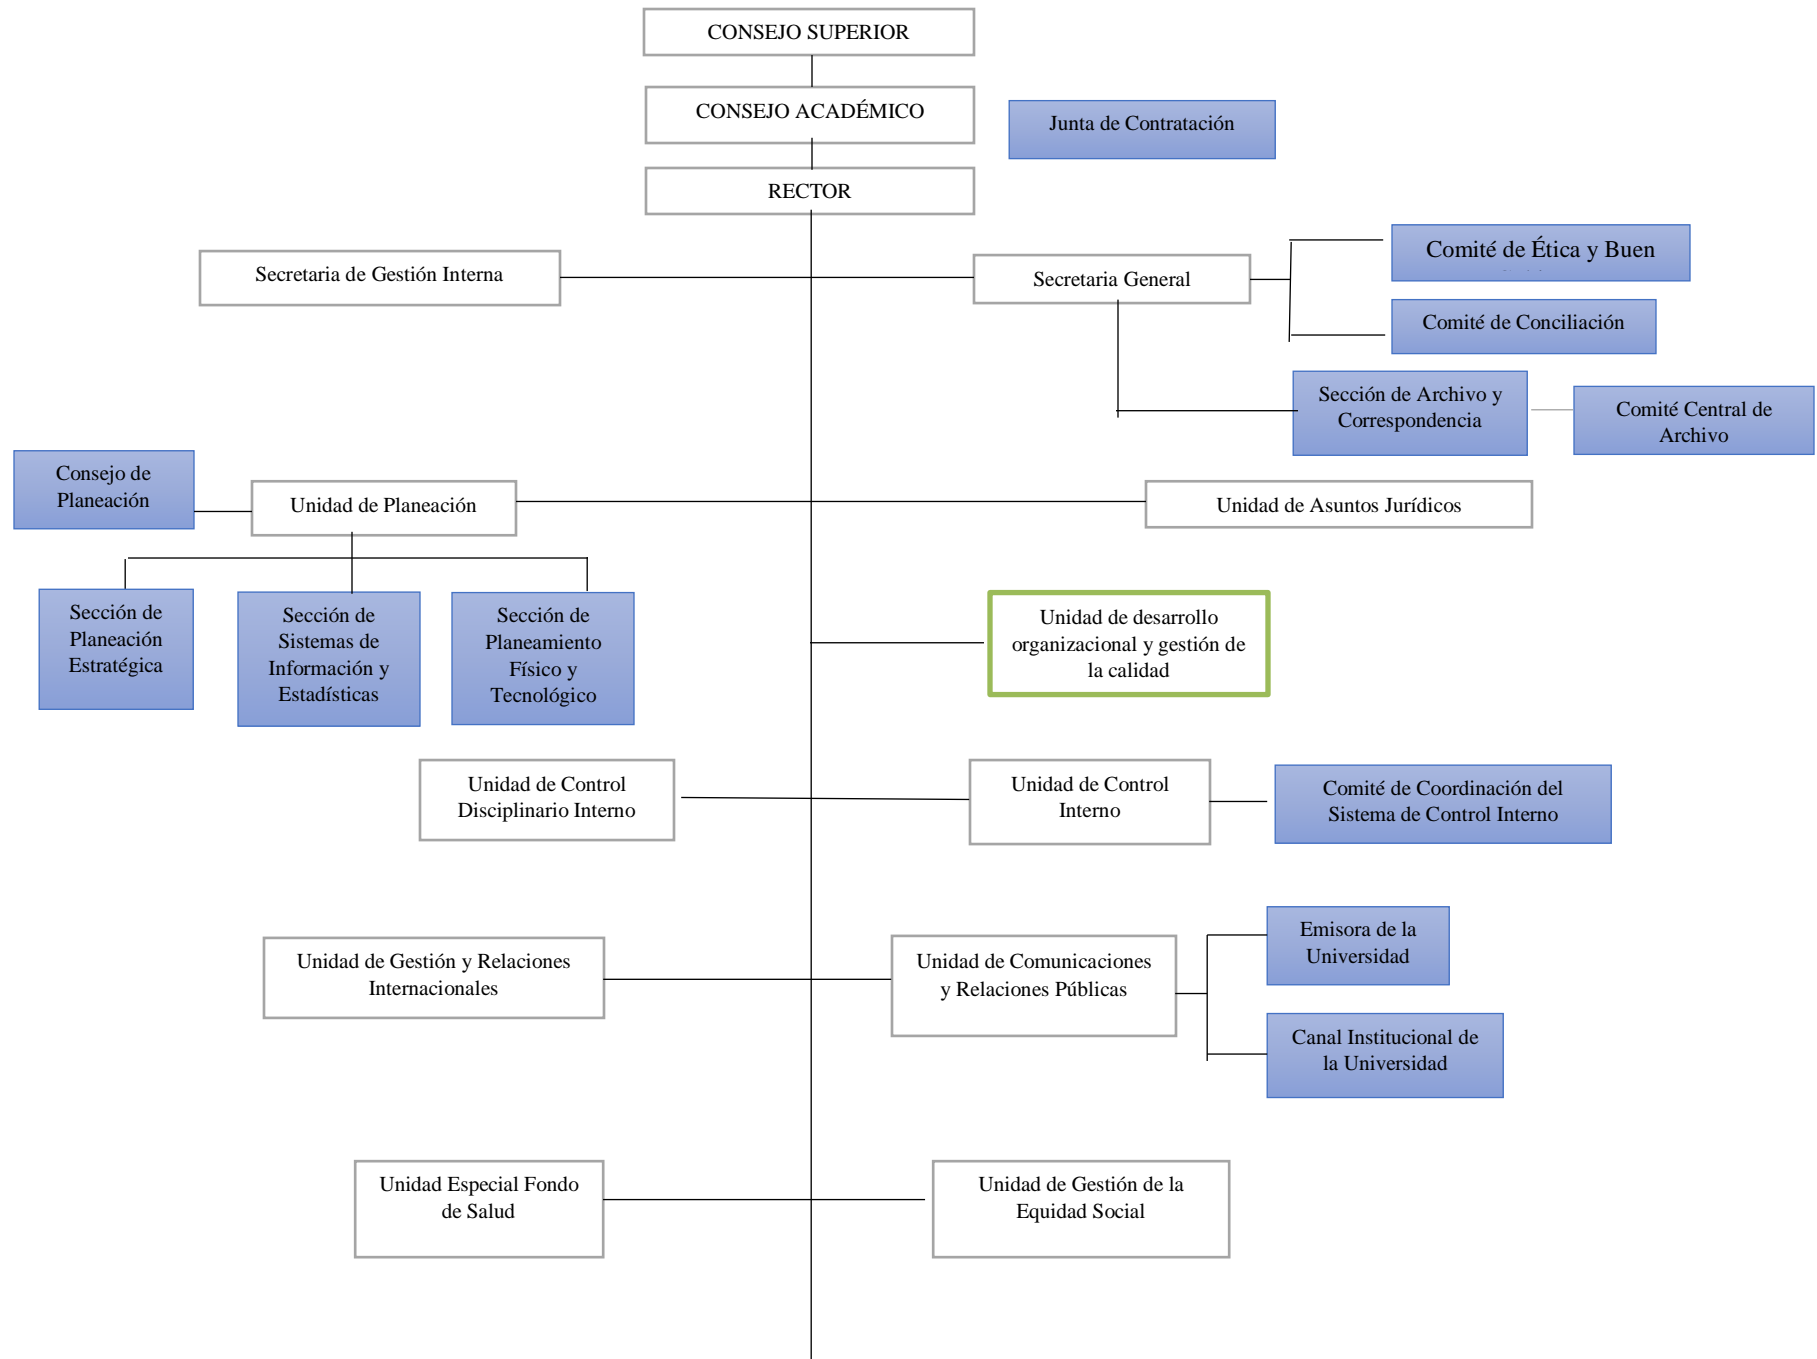 CONSEJO SUPERIOR
CONSEJO ACADÉMICO
Junta de Contratación
RECTOR
Secretaria de Gestión Interna
Secretaria General
Comité de Ética y Buen
Comité de Conciliación
Sección de Archivo y
Correspondencia
Comité Central de
Archivo
Consejo de
Planeación
Unidad de Planeación
Unidad de Asuntos Jurídicos
Sección de
Planeación
Estratégica
Sección de
Sistemas de
Información y
Estadísticas
Sección de
Planeamiento
Físico y
Tecnológico
Unidad de desarrollo
organizacional y gestión de
la calidad
Unidad de Control
Disciplinario Interno
Unidad de Control
Interno
Comité de Coordinación del
Sistema de Control Interno
Unidad de Gestión y Relaciones
Internacionales
Unidad de Comunicaciones
y Relaciones Públicas
Emisora de la
Universidad
Canal Institucional de
la Universidad
Unidad Especial Fondo
de Salud
Unidad de Gestión de la
Equidad Social